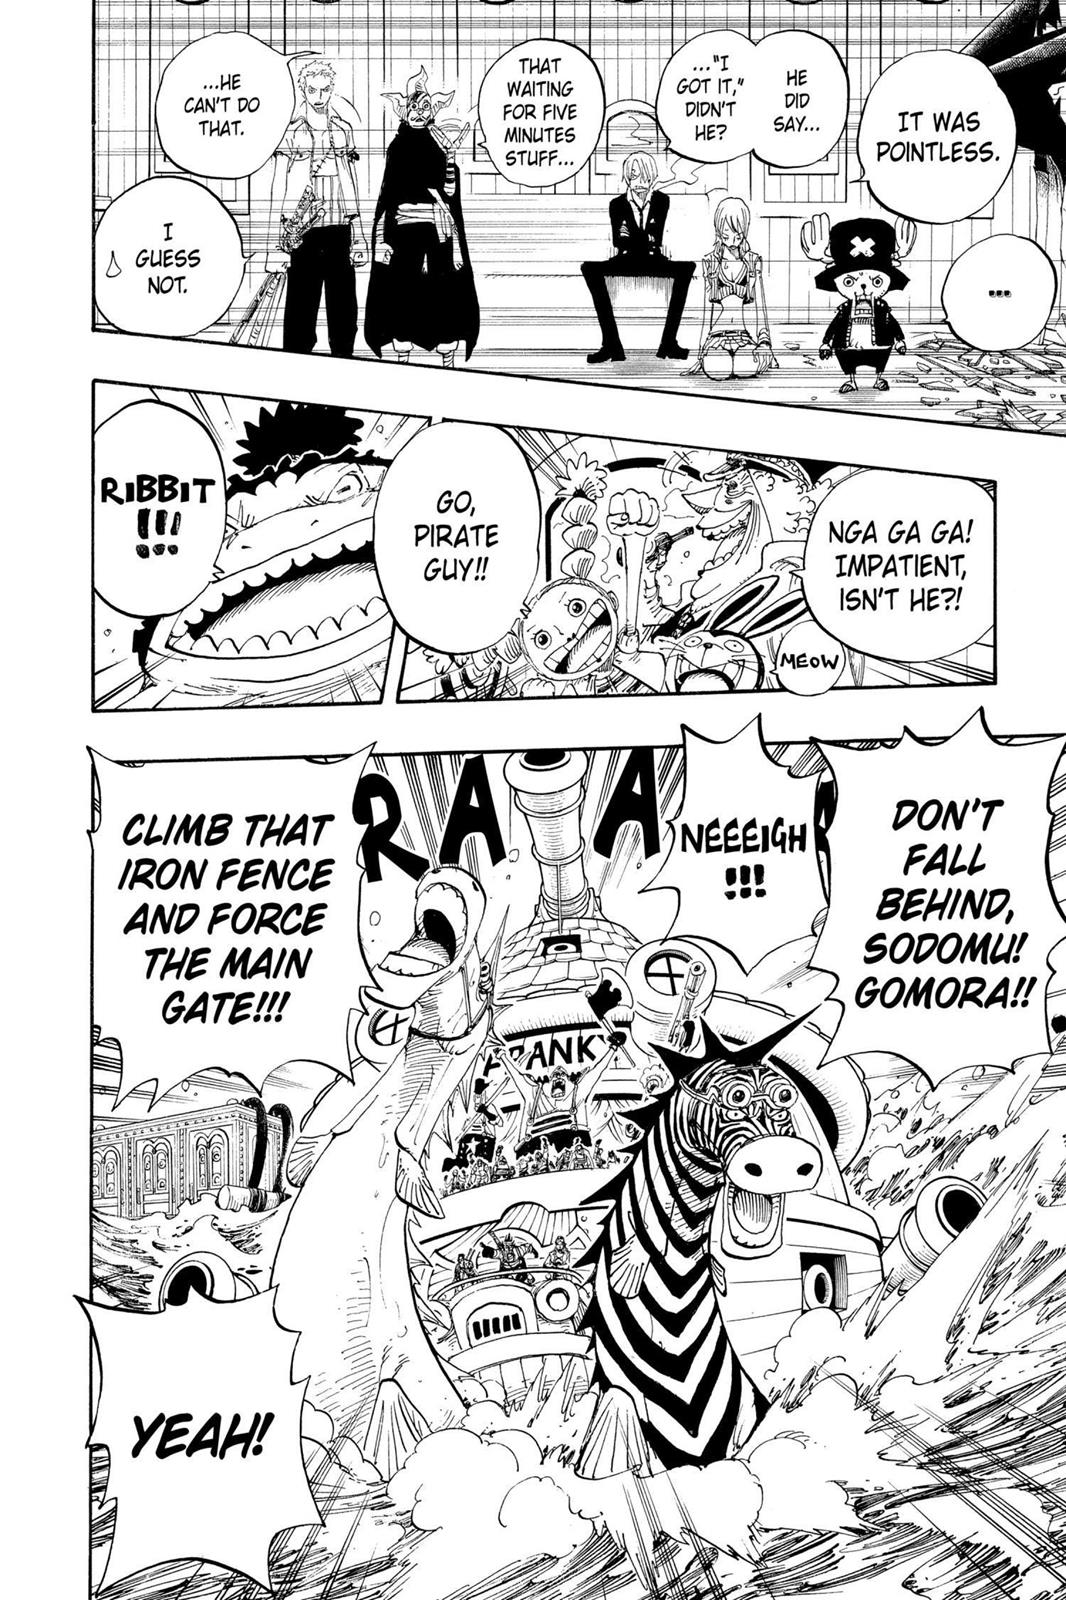 ...
IT WAS
POINTLESS.
HE
DID
SAY...
..."I
GOT IT,"
DIDN'T
HE?
THAT
WAITING
FOR FIVE
MINUTES
STUFF...
...HE
CAN'T DO
THAT.
I
GUESS
NOT.
NGA GA GA!
IMPATIENT,
ISN'T HE?!
MEOW
GO,
PIRATE
GUY!!
RIBBIT
!!!
DON'T
FALL
BEHIND,
SODOMU!
GOMORA!!
NEEEIGH
!!!
RAA
FRANKY
CLIMB THAT
IRON FENCE
AND FORCE
THE MAIN
GATE!!!
YEAH!